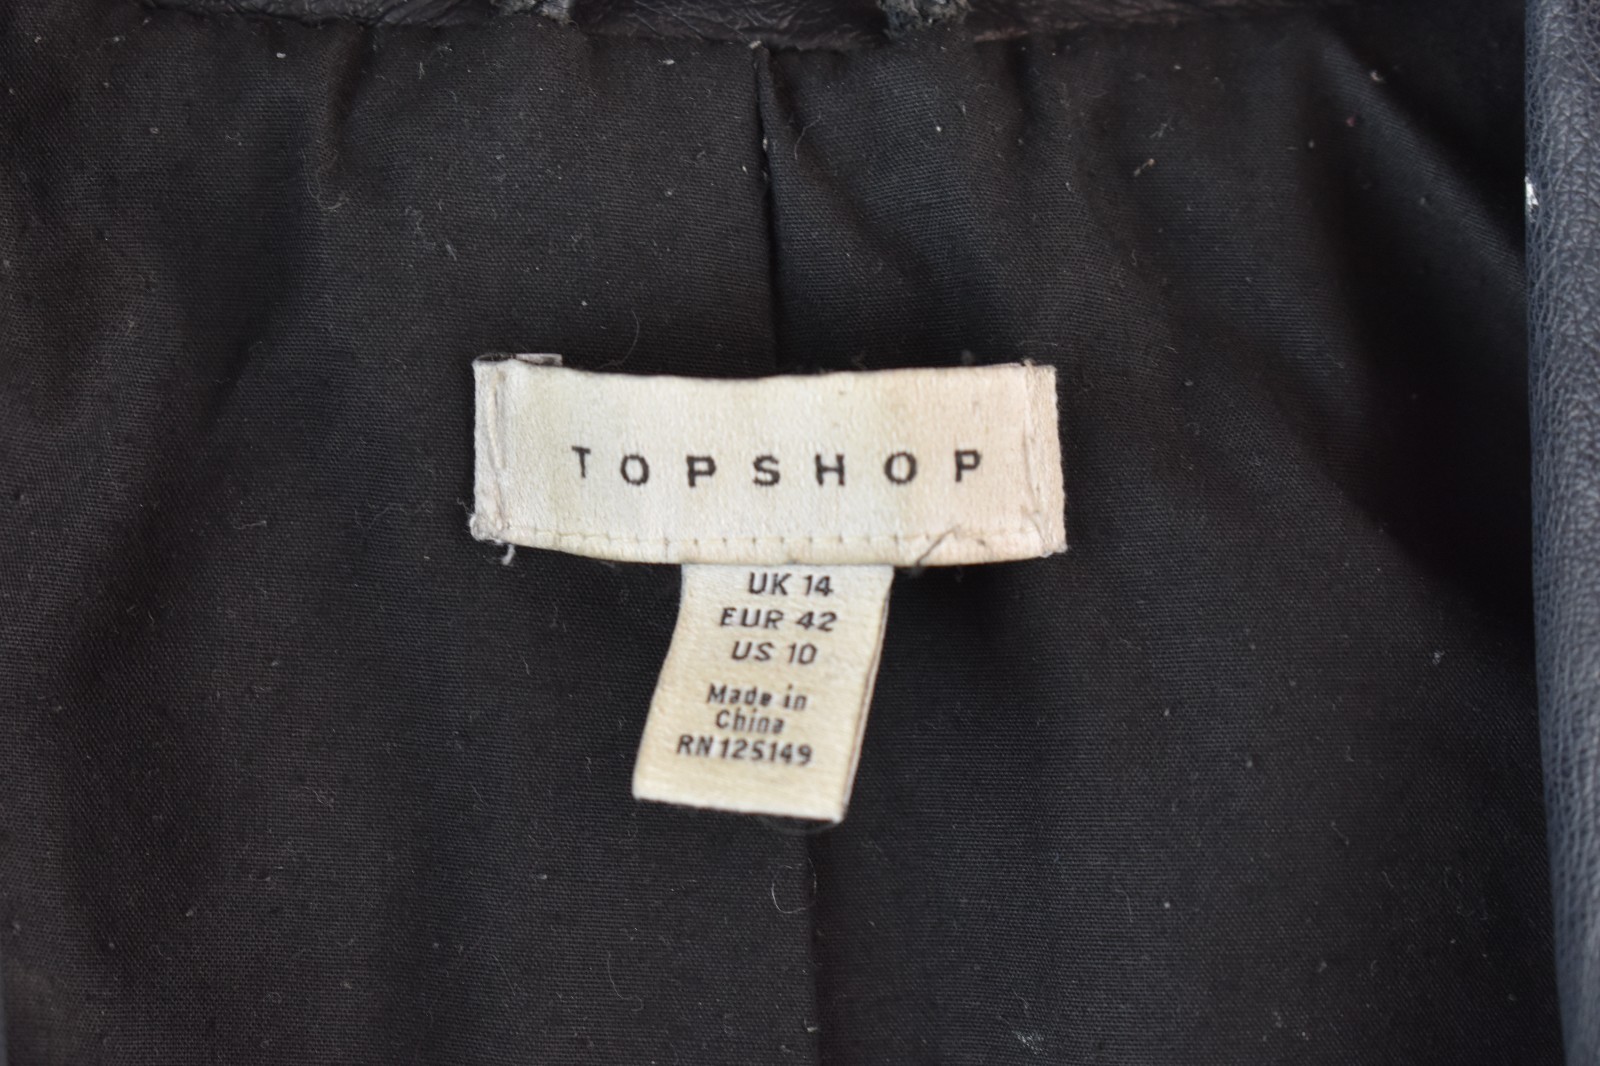 TOPSHOP
UK 14
EUR 42
US 10
Made in
China
RN125149